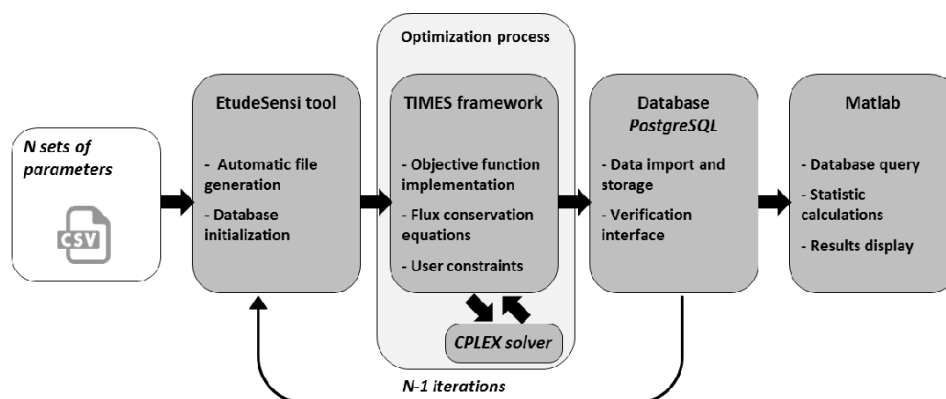 Optimization process
N sets of
parameters
CSV
EtudeSensi tool
- Automatic file
generation
- Database
initialization
TIMES framework
- Objective function
implementation
- Flux conservation
equations
- User constraints
CPLEX solver
Database
PostgreSQL
- Data import and
storage
- Verification
interface
Matlab
- Database query
- Statistic
calculations
- Results display
N-1 iterations